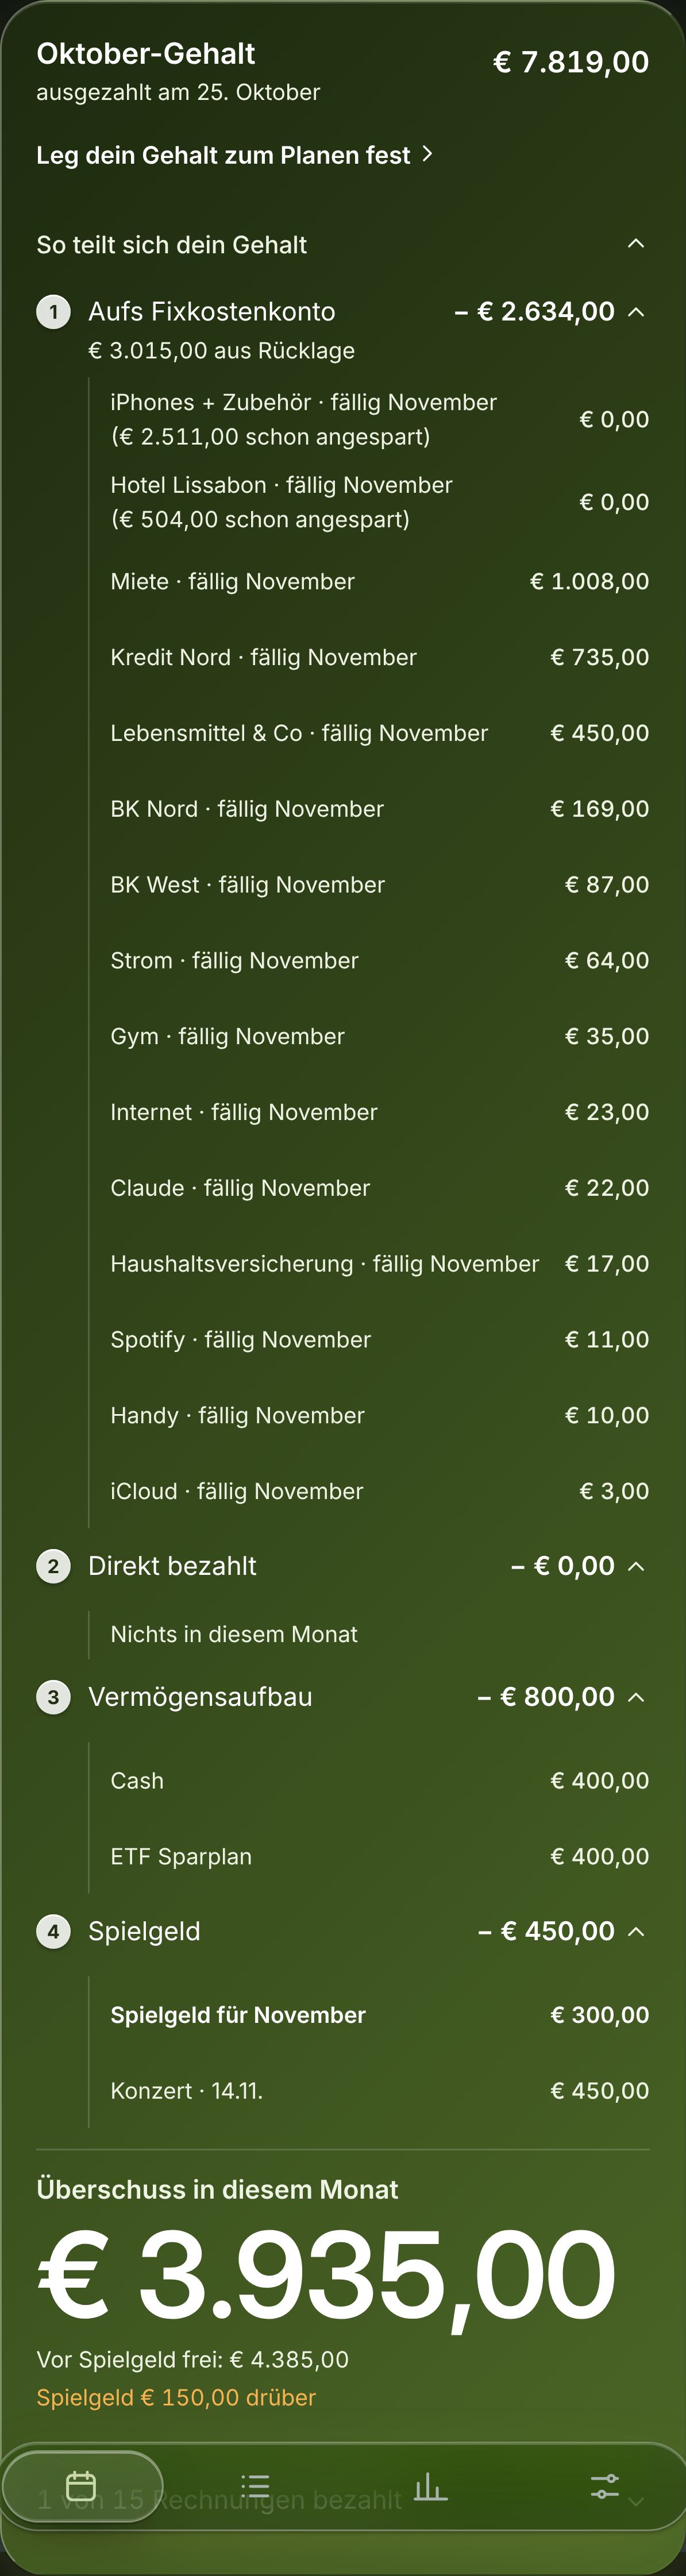 Oktober-Gehalt
€ 7.819,00
ausgezahlt am 25. Oktober
Leg dein Gehalt zum Planen fest
So teilt sich dein Gehalt
1 Aufs Fixkostenkonto – € 2.634,00
€ 3.015,00 aus Rücklage
iPhones + Zubehör · fällig November
(€ 2.511,00 schon angespart)
€ 0,00
Hotel Lissabon · fällig November
(€ 504,00 schon angespart)
€ 0,00
Miete · fällig November € 1.008,00
Kredit Nord · fällig November € 735,00
Lebensmittel & Co · fällig November € 450,00
BK Nord · fällig November € 169,00
BK West · fällig November € 87,00
Strom · fällig November € 64,00
Gym · fällig November € 35,00
Internet · fällig November € 23,00
Claude · fällig November € 22,00
Haushaltsversicherung · fällig November € 17,00
Spotify · fällig November € 11,00
Handy · fällig November € 10,00
iCloud · fällig November € 3,00
2 Direkt bezahlt – € 0,00
Nichts in diesem Monat
3 Vermögensaufbau – € 800,00
Cash € 400,00
ETF Sparplan € 400,00
4 Spielgeld – € 450,00
Spielgeld für November € 300,00
Konzert · 14.11. € 450,00
Überschuss in diesem Monat
€ 3.935,00
Vor Spielgeld frei: € 4.385,00
Spielgeld € 150,00 drüber
1 von 15 Rechnungen bezahlt